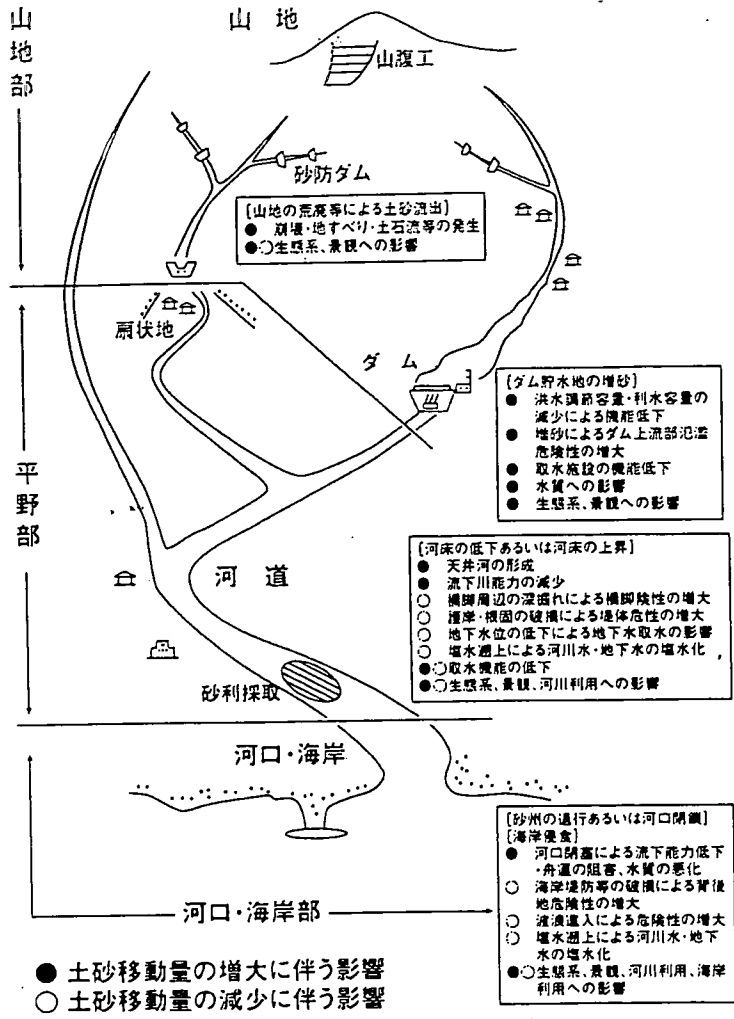 山地部
山地
山腹工
砂防ダム
[山地の荒廃等による土砂流出]
● 崩壊・地すべり・土石流等の発生
●○生態系、景観への影響
扇状地
ダム
[ダム貯水地の堆砂]
● 洪水調節容量・利水容量の
減少による機能低下
● 堆砂によるダム上流部氾濫
危険性の増大
● 取水施設の機能低下
● 水質への影響
● 生態系、景観への影響
平野部
河道
[河床の低下あるいは河床の上昇]
● 天井河の形成
● 流下川能力の減少
○ 橋脚周辺の深掘れによる橋脚険性の増大
○ 護岸・根固の破損による堤体危性の増大
○ 地下水位の低下による地下水取水の影響
○ 塩水遡上による河川水・地下水の塩水化
●○取水機能の低下
●○生態系、景観、河川利用への影響
砂利採取
河口・海岸
[砂州の退行あるいは河口閉鎖]
[海岸侵食]
● 河口閉塞による流下能力低下
・舟運の阻害、水質の悪化
○ 海岸堤防等の破損による背後
地危険性の増大
○ 波浪進入による危険性の増大
○ 塩水遡上による河川水・地下
水の塩水化
●○生態系、景観、河川利用、海岸
利用への影響
河口・海岸部
● 土砂移動量の増大に伴う影響
○ 土砂移動量の減少に伴う影響